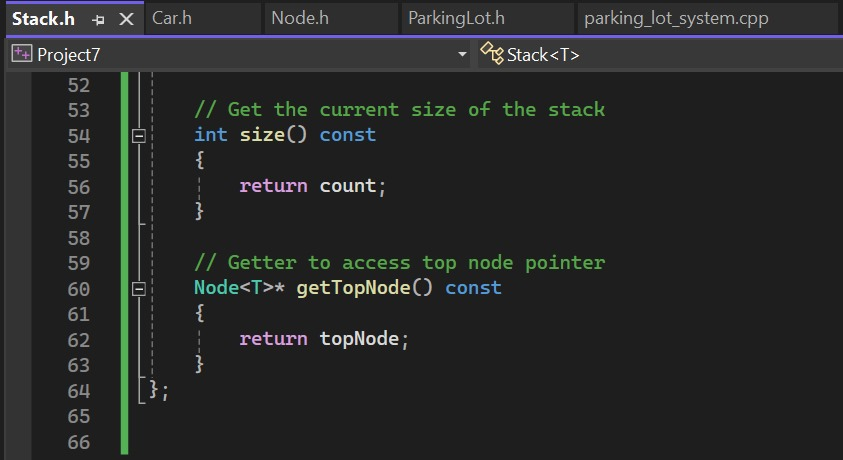 Stack.h Car.h Node.h ParkingLot.h parking_lot_system.cpp
Project7 Stack<T>
52
53 // Get the current size of the stack
54 int size() const
55 {
56 return count;
57 }
58
59 // Getter to access top node pointer
60 Node<T>* getTopNode() const
61 {
62 return topNode;
63 }
64 };
65
66